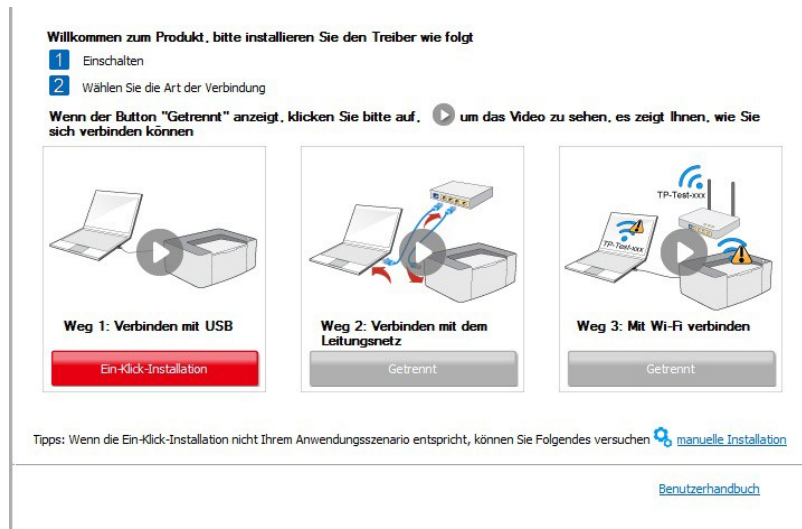 Willkommen zum Produkt, bitte installieren Sie den Treiber wie folgt
1 Einschalten
2 Wählen Sie die Art der Verbindung
Wenn der Button "Getrennt" anzeigt, klicken Sie bitte auf, um das Video zu sehen, es zeigt Ihnen, wie Sie
sich verbinden können
TP-Test-xxx
TP-Test-xxx
Weg 1: Verbinden mit USB
Ein-Klick-Installation
Weg 2: Verbinden mit dem
Leitungsnetz
Getrennt
Weg 3: Mit Wi-Fi verbinden
Getrennt
Tipps: Wenn die Ein-Klick-Installation nicht Ihrem Anwendungsszenario entspricht, können Sie Folgendes versuchen manuelle Installation
Benutzerhandbuch